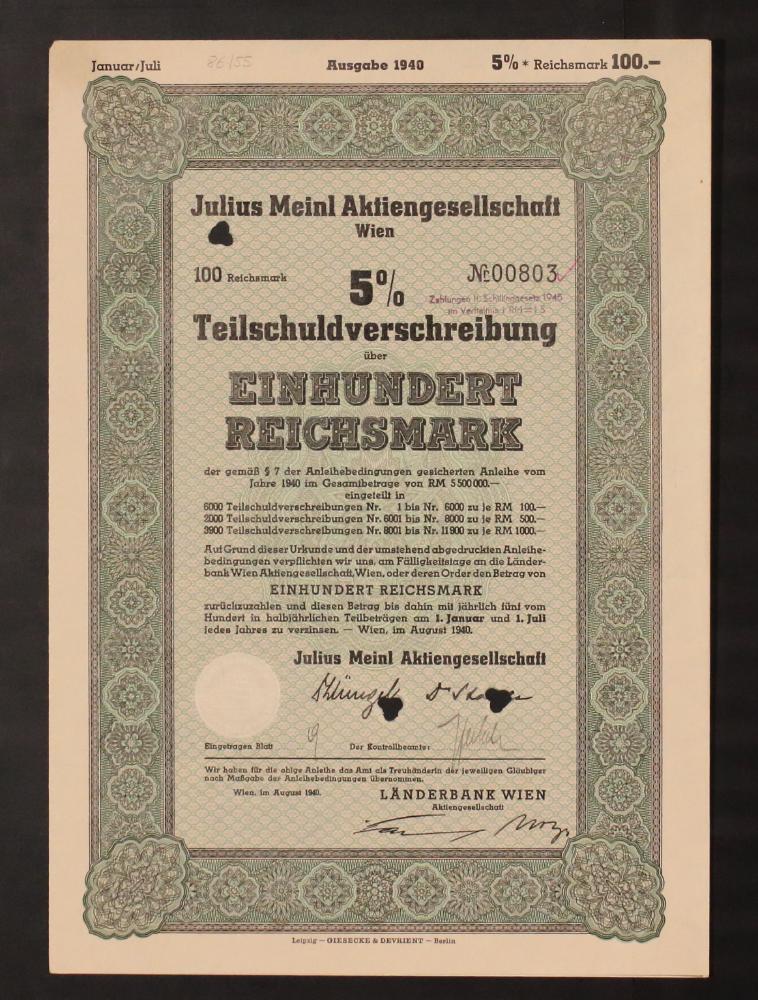 Januar/Juli 86/55 Ausgabe 1940 5% * Reichsmark 100.—
Julius Meinl Aktiengesellschaft
Wien
100 Reichsmark 5% № 00803
Zahlungen lt. Schillinggesetz 1945
im Verhältnis 1 RM = 1 S
Teilschuldverschreibung
über
EINHUNDERT
REICHSMARK
der gemäß § 7 der Anleihebedingungen gesicherten Anleihe vom
Jahre 1940 im Gesamtbetrage von RM 5500000.—
eingeteilt in
6000 Teilschuldverschreibungen Nr. 1 bis Nr. 6000 zu je RM 100.—
2000 Teilschuldverschreibungen Nr. 6001 bis Nr. 8000 zu je RM 500.—
3900 Teilschuldverschreibungen Nr. 8001 bis Nr. 11900 zu je RM 1000.—
Auf Grund dieser Urkunde und der umstehend abgedruckten Anleihe-
bedingungen verpflichten wir uns, am Fälligkeitstage an die Länder-
bank Wien Aktiengesellschaft, Wien, oder deren Order den Betrag von
EINHUNDERT REICHSMARK
zurückzuzahlen und diesen Betrag bis dahin mit jährlich fünf vom
Hundert in halbjährlichen Teilbeträgen am 1. Januar und 1. Juli
jedes Jahres zu verzinsen. — Wien, im August 1940.
Julius Meinl Aktiengesellschaft
Eingetragen Blatt 19 Der Kontrollbeamte:
Wir haben für die obige Anleihe das Amt als Treuhänderin der jeweiligen Gläubiger
nach Maßgabe der Anleihebedingungen übernommen.
Wien, im August 1940. LÄNDERBANK WIEN
Aktiengesellschaft
Leipzig — GIESECKE & DEVRIENT — Berlin